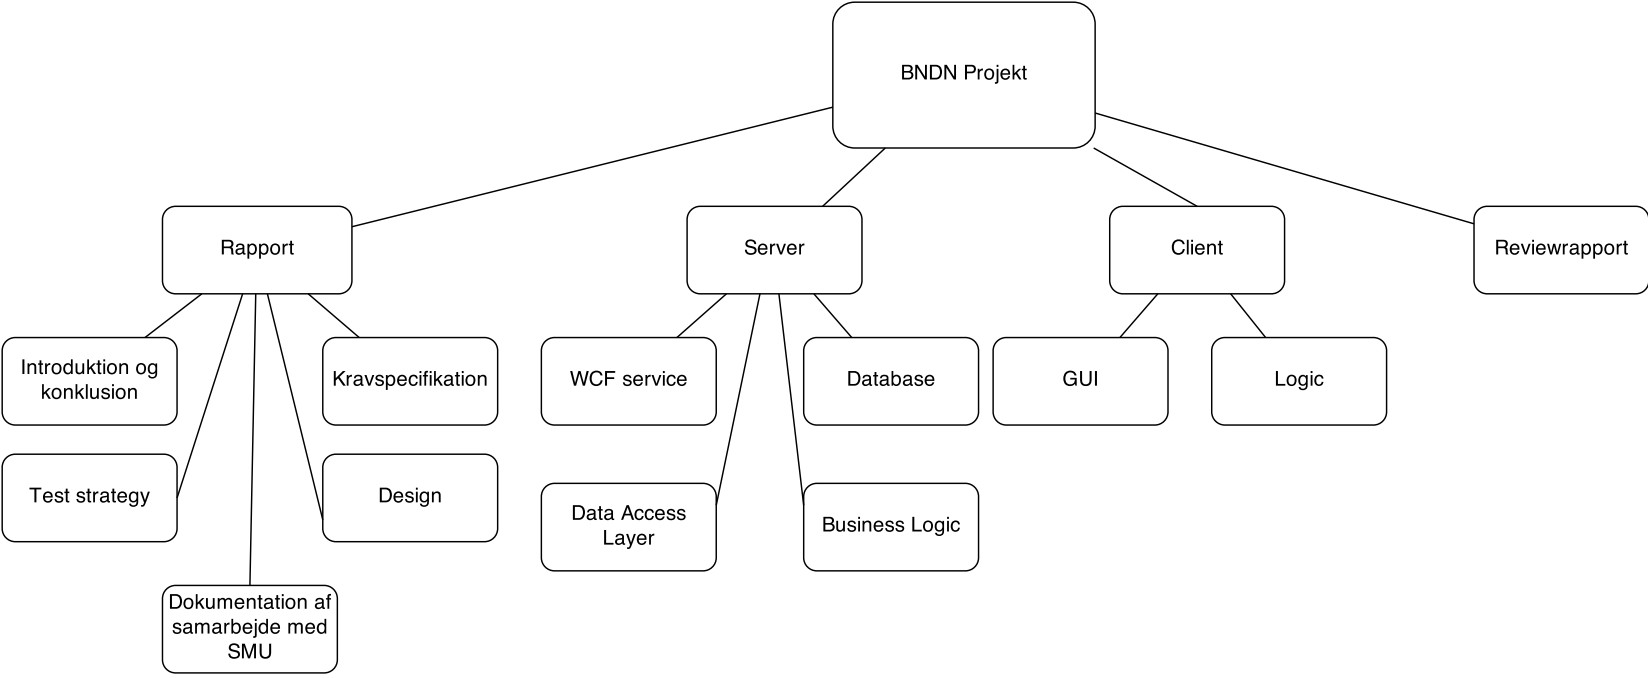 BNDN Projekt
Rapport
Server
Client
Reviewrapport
Introduktion og
konklusion
Kravspecifikation
WCF service
Database
GUI
Logic
Test strategy
Design
Data Access
Layer
Business Logic
Dokumentation af
samarbejde med
SMU